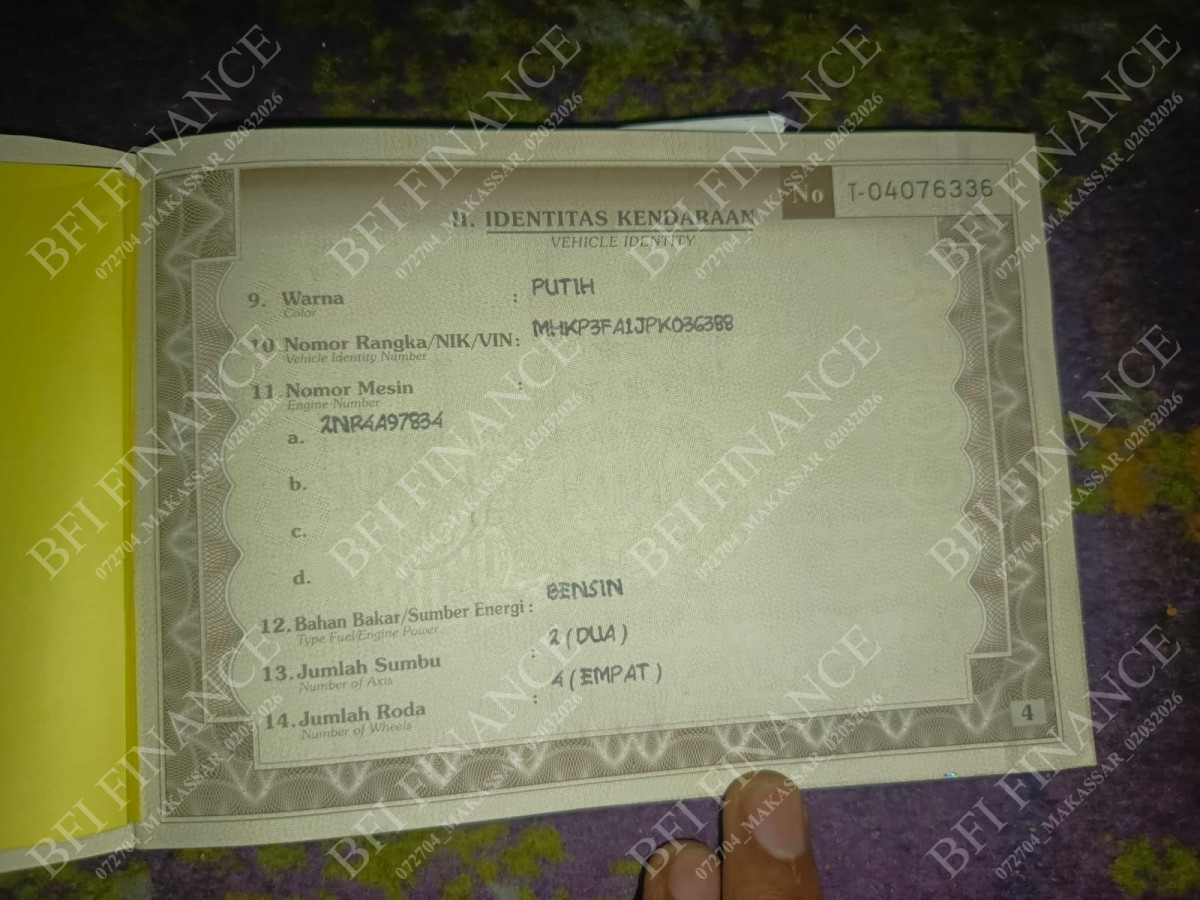 No T-04076336
II. IDENTITAS KENDARAAN
VEHICLE IDENTITY
9. Warna : PUTIH
Color
10 Nomor Rangka/NIK/VIN : MHKP3FA1JPK036388
Vehicle Identity Number
11 Nomor Mesin :
Engine Number
a. 2NR4A97834
b.
c.
d.
12. Bahan Bakar/Sumber Energi : BENSIN
Type Fuel/Engine Power
13. Jumlah Sumbu : 2 (DUA)
Number of Axis
14. Jumlah Roda : 4 (EMPAT)
Number of Wheels
4
BFI FINANCE
072704_MAKASSAR_02032026